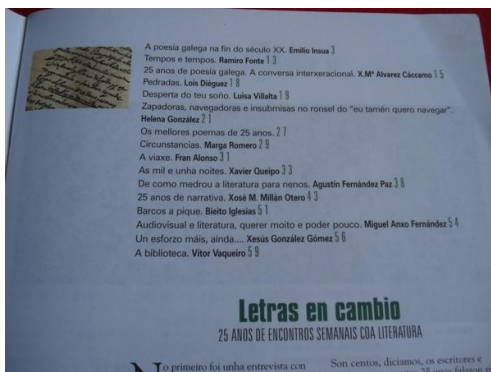 A poesía galega na fin do século XX. Emilio Insua 3
Tempos e tempos. Ramiro Fonte 13
25 anos de poesía galega. A conversa interxeracional. X.Mª Alvarez Cáccamo 15
Pedradas. Lois Diéguez 18
Desperta do teu soño. Luisa Villalta 19
Zapadoras, navegadoras e insubmisas no ronsel do "eu tamén quero navegar".
Helena González 21
Os mellores poemas de 25 anos. 27
Circunstancias. Marga Romero 29
A viaxe. Fran Alonso 31
As mil e unha noites. Xavier Queipo 33
De como medrou a literatura para nenos. Agustín Fernández Paz 38
25 anos de narrativa. Xosé M. Millán Otero 43
Barcos a pique. Bieito Iglesias 51
Audiovisual e literatura, querer moito e poder pouco. Miguel Anxo Fernández 54
Un esforzo máis, ainda.... Xesús González Gómez 56
A biblioteca. Vítor Vaqueiro 59
Letras en cambio
25 ANOS DE ENCONTROS SEMANAIS COA LITERATURA
No primeiro foi unha entrevista con
Son centos, diciamos, os escritores e
25 anos falaron